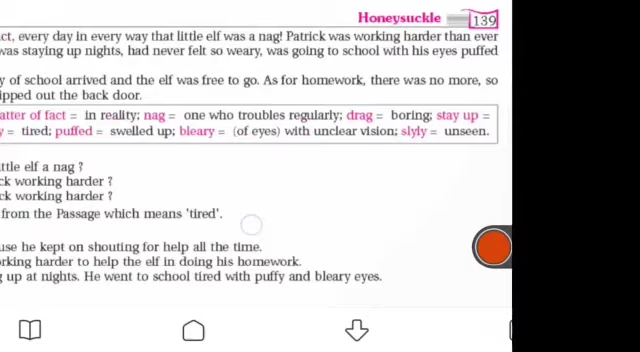 Honeysuckle 139
ct, every day in every way that little elf was a nag! Patrick was working harder than ever
was staying up nights, had never felt so weary, was going to school with his eyes puffed
y of school arrived and the elf was free to go. As for homework, there was no more, so
ipped out the back door.
atter of fact = in reality; nag = one who troubles regularly; drag = boring; stay up =
y = tired; puffed = swelled up; bleary = (of eyes) with unclear vision; slyly = unseen.
ttle elf a nag ?
ck working harder ?
ck working harder ?
from the Passage which means 'tired'.
use he kept on shouting for help all the time.
rking harder to help the elf in doing his homework.
g up at nights. He went to school tired with puffy and bleary eyes.